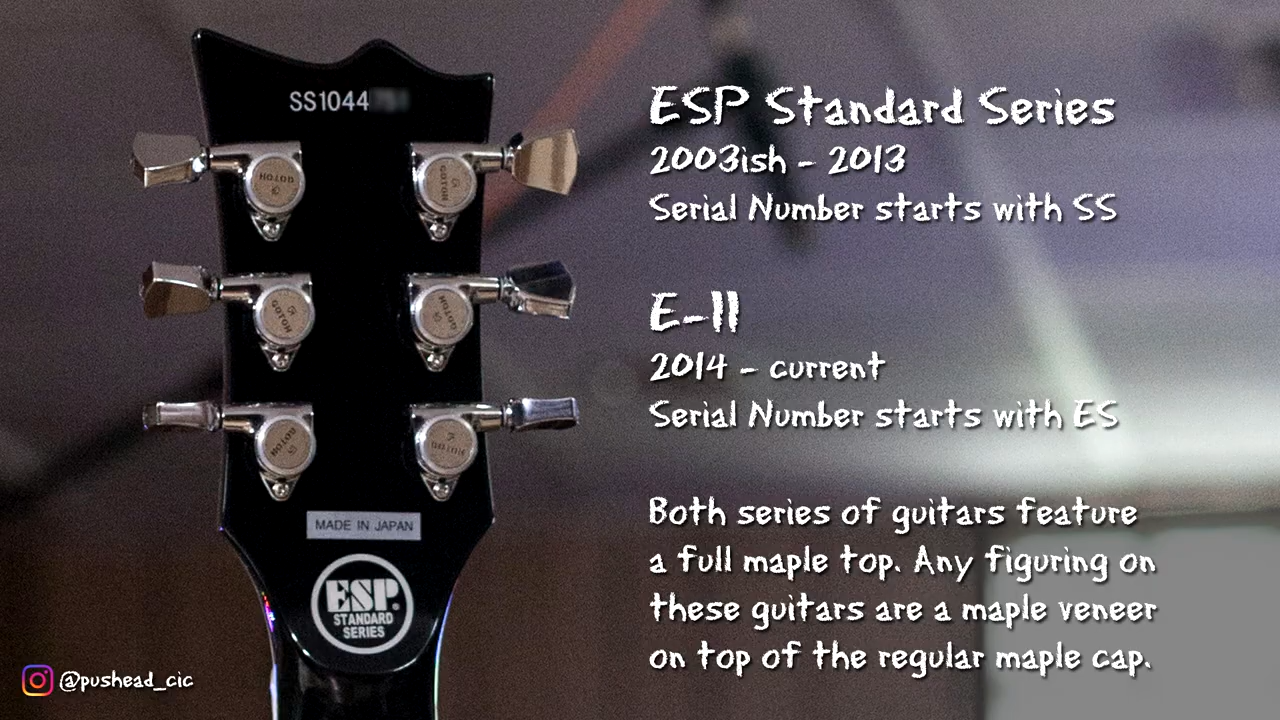 SS1044
GOTOH
GOTOH
GOTOH
GOTOH
GOTOH
GOTOH
MADE IN JAPAN
ESP®
STANDARD
SERIES
@pushead_cic
ESP Standard Series
2003ish - 2013
Serial Number starts with SS
E-II
2014 - current
Serial Number starts with ES
Both series of guitars feature
a full maple top. Any figuring on
these guitars are a maple veneer
on top of the regular maple cap.